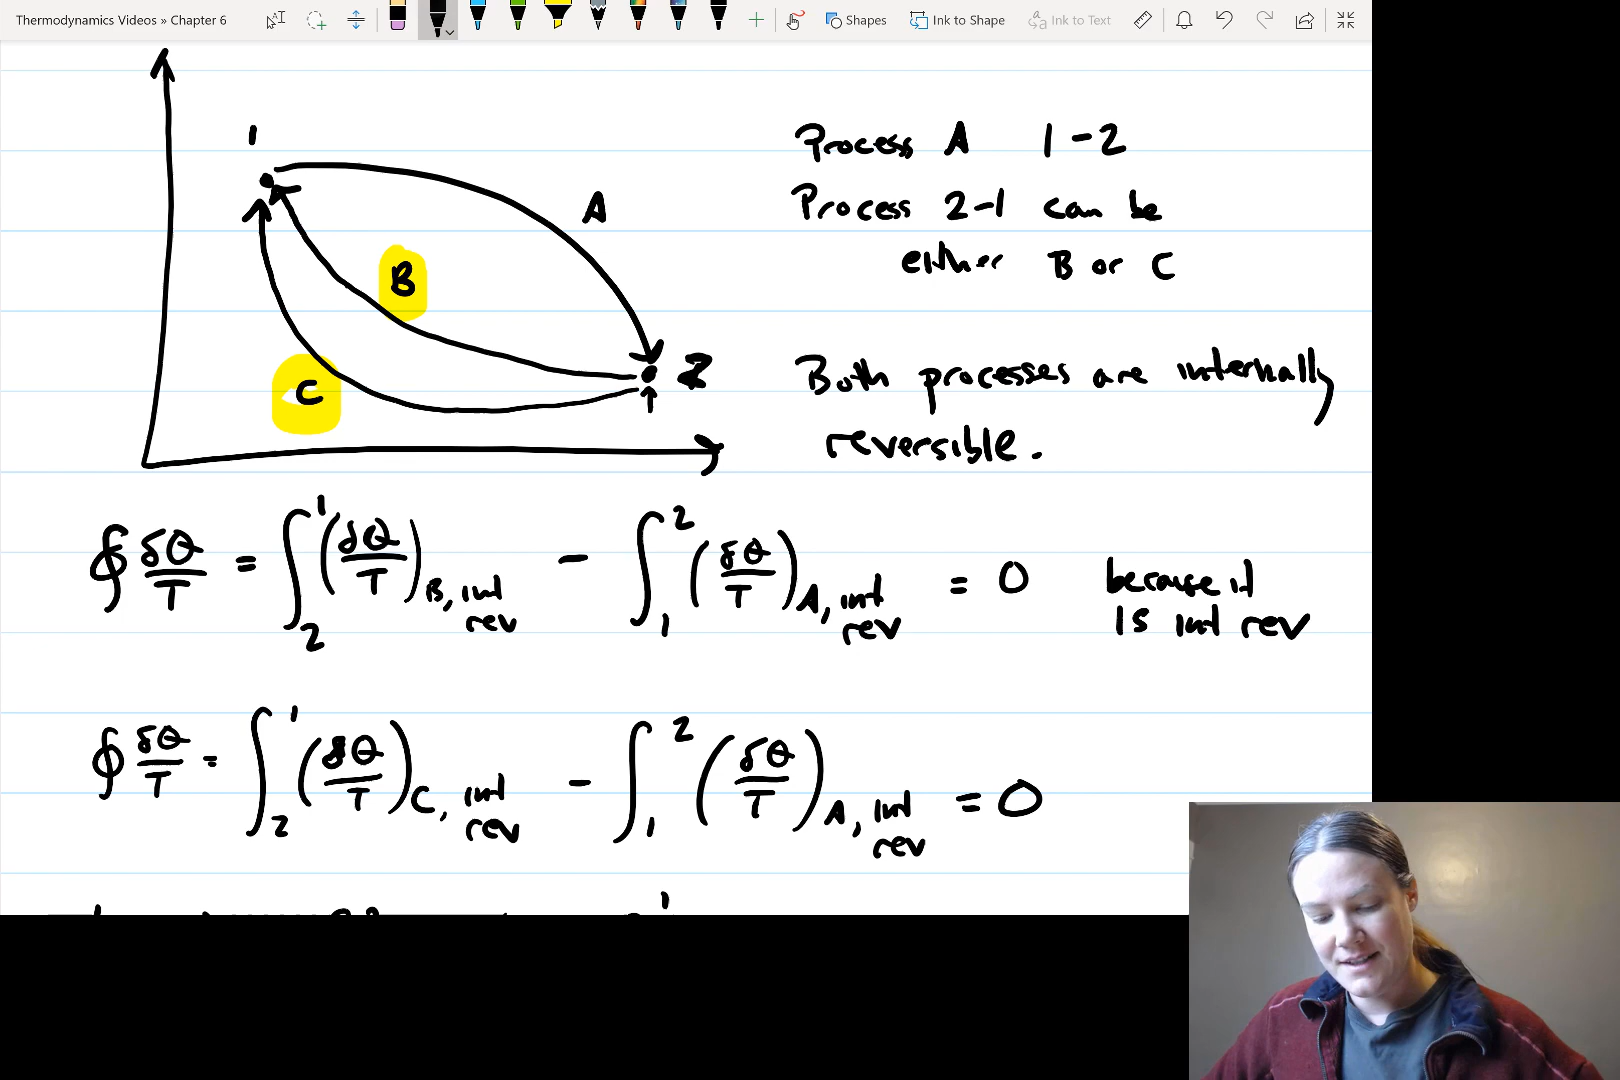 Thermodynamics Videos » Chapter 6
Shapes
Ink to Shape
Ink to Text
1
A
B
C
2
Process A 1-2
Process 2-1 can be
either B or C
Both processes are internally
reversible.
∮ δQ/T = ∫₂¹ (δQ/T) B, int rev - ∫₁² (δQ/T) A, int rev = 0 because it
is int rev
∮ δQ/T = ∫₂¹ (δQ/T) C, int rev - ∫₁² (δQ/T) A, int rev = 0